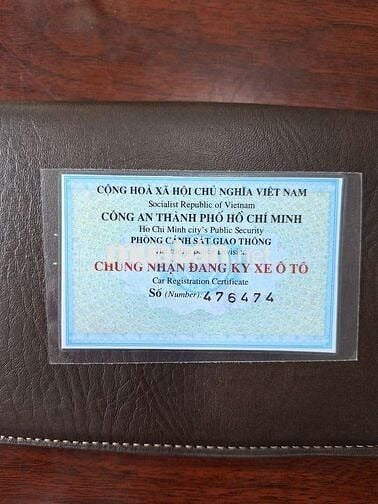 CỘNG HOÀ XÃ HỘI CHỦ NGHĨA VIỆT NAM
Socialist Republic of Vietnam
CÔNG AN THÀNH PHỐ HỒ CHÍ MINH
Ho Chi Minh city's Public Security
PHÒNG CẢNH SÁT GIAO THÔNG
CHỨNG NHẬN ĐĂNG KÝ XE Ô TÔ
Car Registration Certificate
Số (Number): 476474